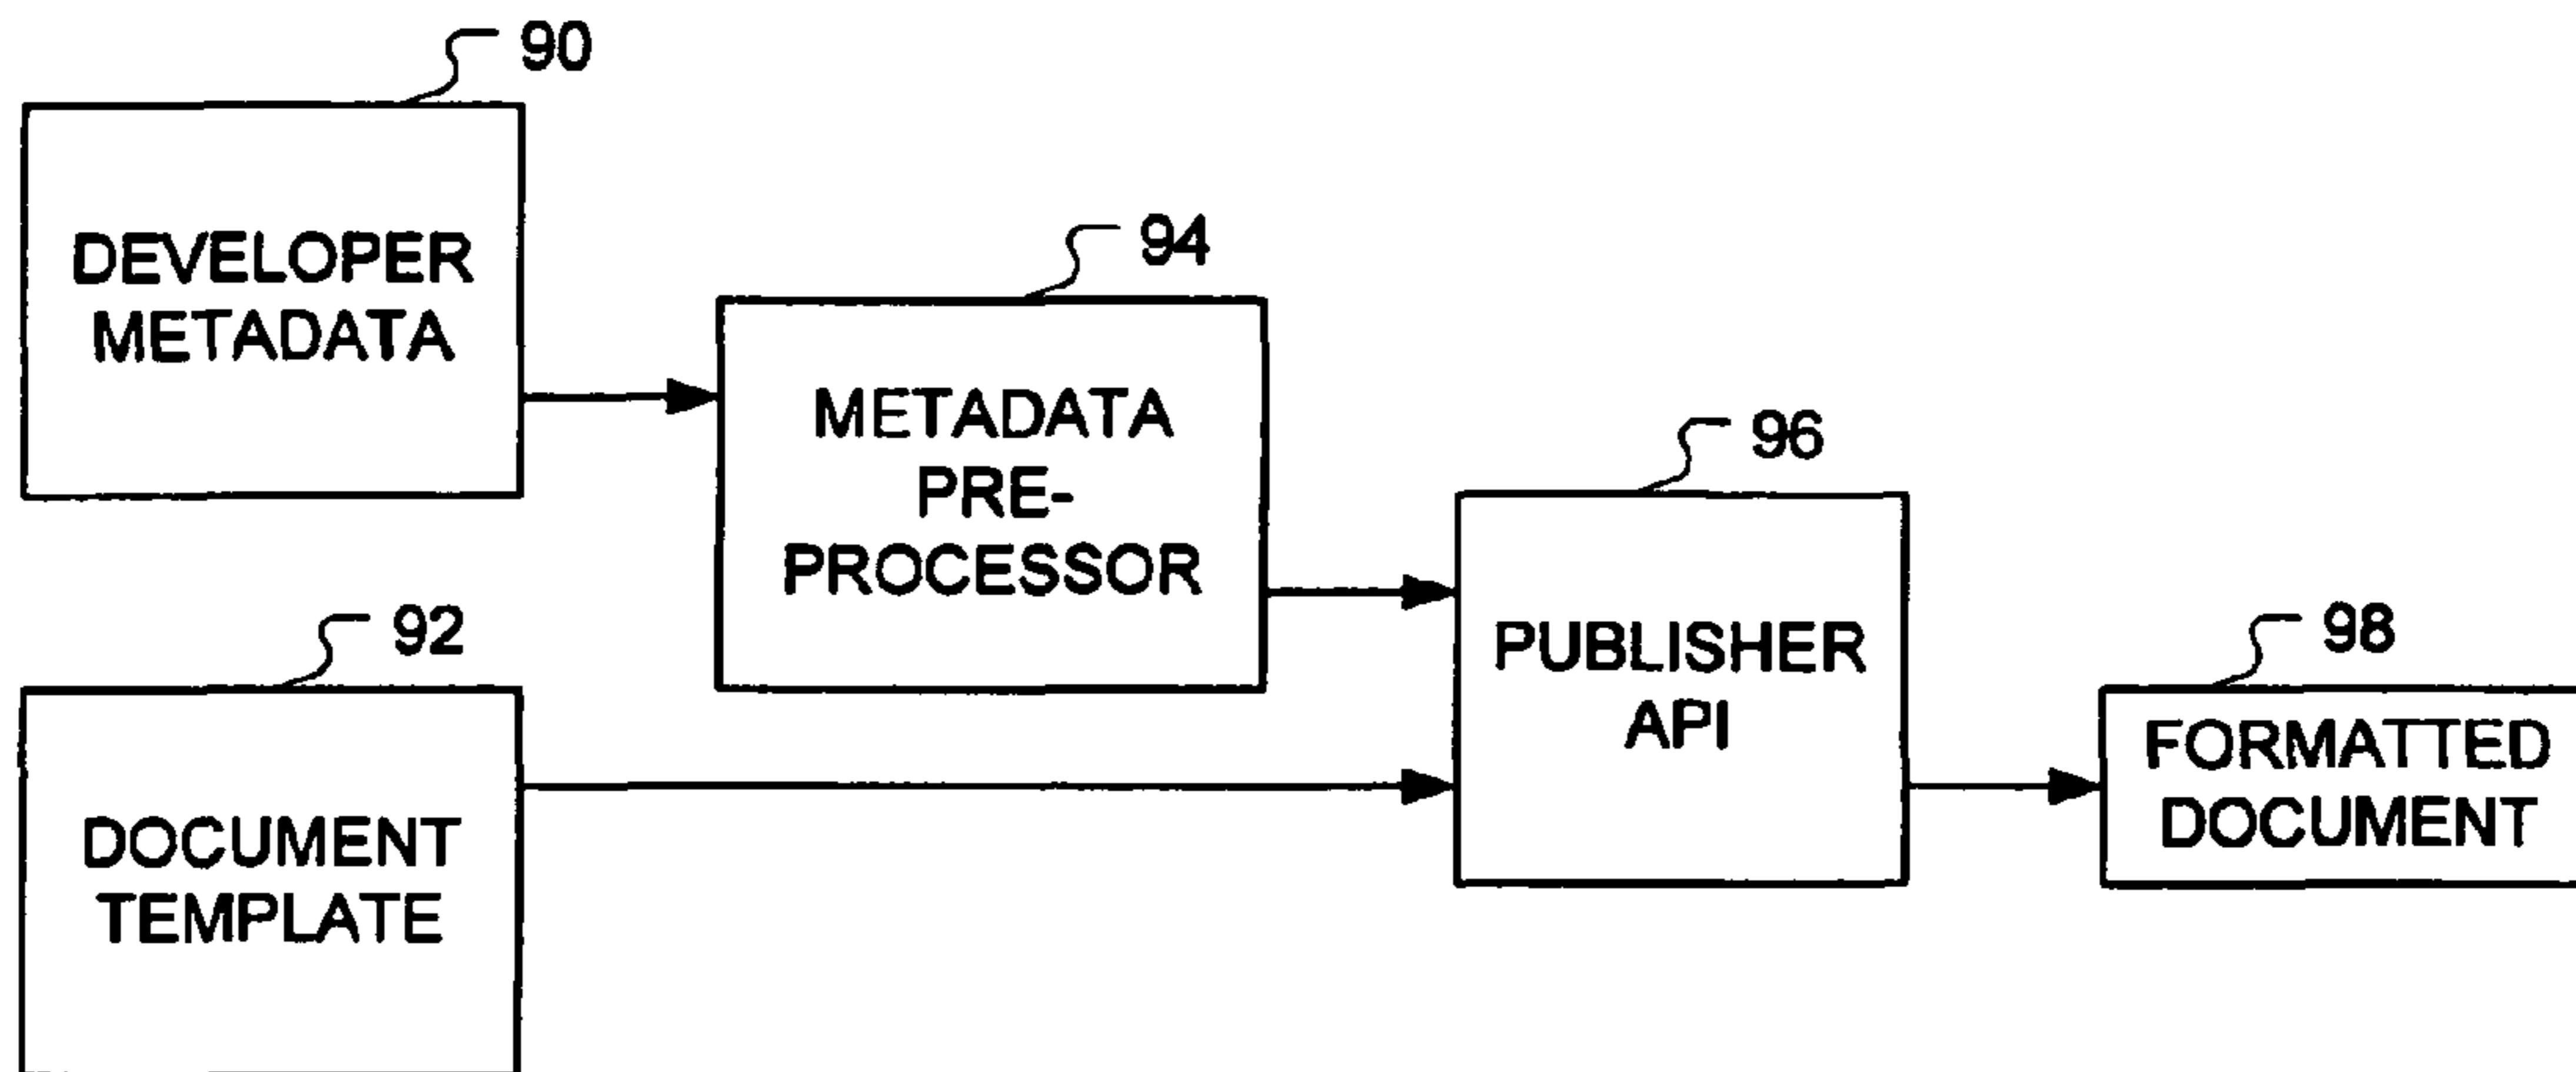 90
DEVELOPER
METADATA
94
METADATA
PRE-
PROCESSOR
92
DOCUMENT
TEMPLATE
96
PUBLISHER
API
98
FORMATTED
DOCUMENT